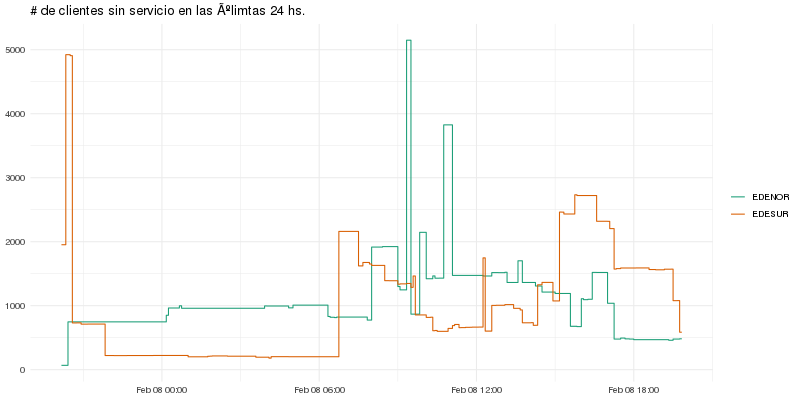 # de clientes sin servicio en las Ãºlimtas 24 hs.
5000
4000
3000
2000
1000
0
Feb 08 00:00
Feb 08 06:00
Feb 08 12:00
Feb 08 18:00
EDENOR
EDESUR